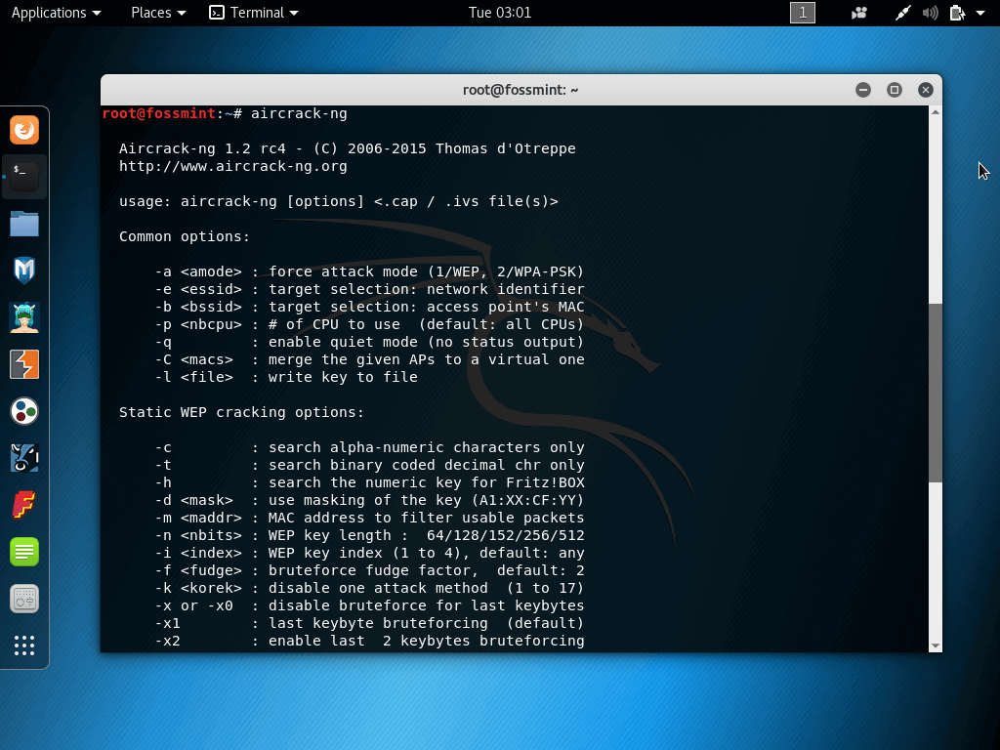 Applications Places Terminal Tue 03:01 1
root@fossmint: ~
root@fossmint:~# aircrack-ng
Aircrack-ng 1.2 rc4 - (C) 2006-2015 Thomas d'Otreppe
http://www.aircrack-ng.org
usage: aircrack-ng [options] <.cap / .ivs file(s)>
Common options:
-a <amode> : force attack mode (1/WEP, 2/WPA-PSK)
-e <essid> : target selection: network identifier
-b <bssid> : target selection: access point's MAC
-p <nbcpu> : # of CPU to use  (default: all CPUs)
-q         : enable quiet mode (no status output)
-C <macs>  : merge the given APs to a virtual one
-l <file>  : write key to file
Static WEP cracking options:
-c         : search alpha-numeric characters only
-t         : search binary coded decimal chr only
-h         : search the numeric key for Fritz!BOX
-d <mask>  : use masking of the key (A1:XX:CF:YY)
-m <maddr> : MAC address to filter usable packets
-n <nbits> : WEP key length :  64/128/152/256/512
-i <index> : WEP key index (1 to 4), default: any
-f <fudge> : bruteforce fudge factor,  default: 2
-k <korek> : disable one attack method  (1 to 17)
-x or -x0  : disable bruteforce for last keybytes
-x1        : last keybyte bruteforcing  (default)
-x2        : enable last  2 keybytes bruteforcing